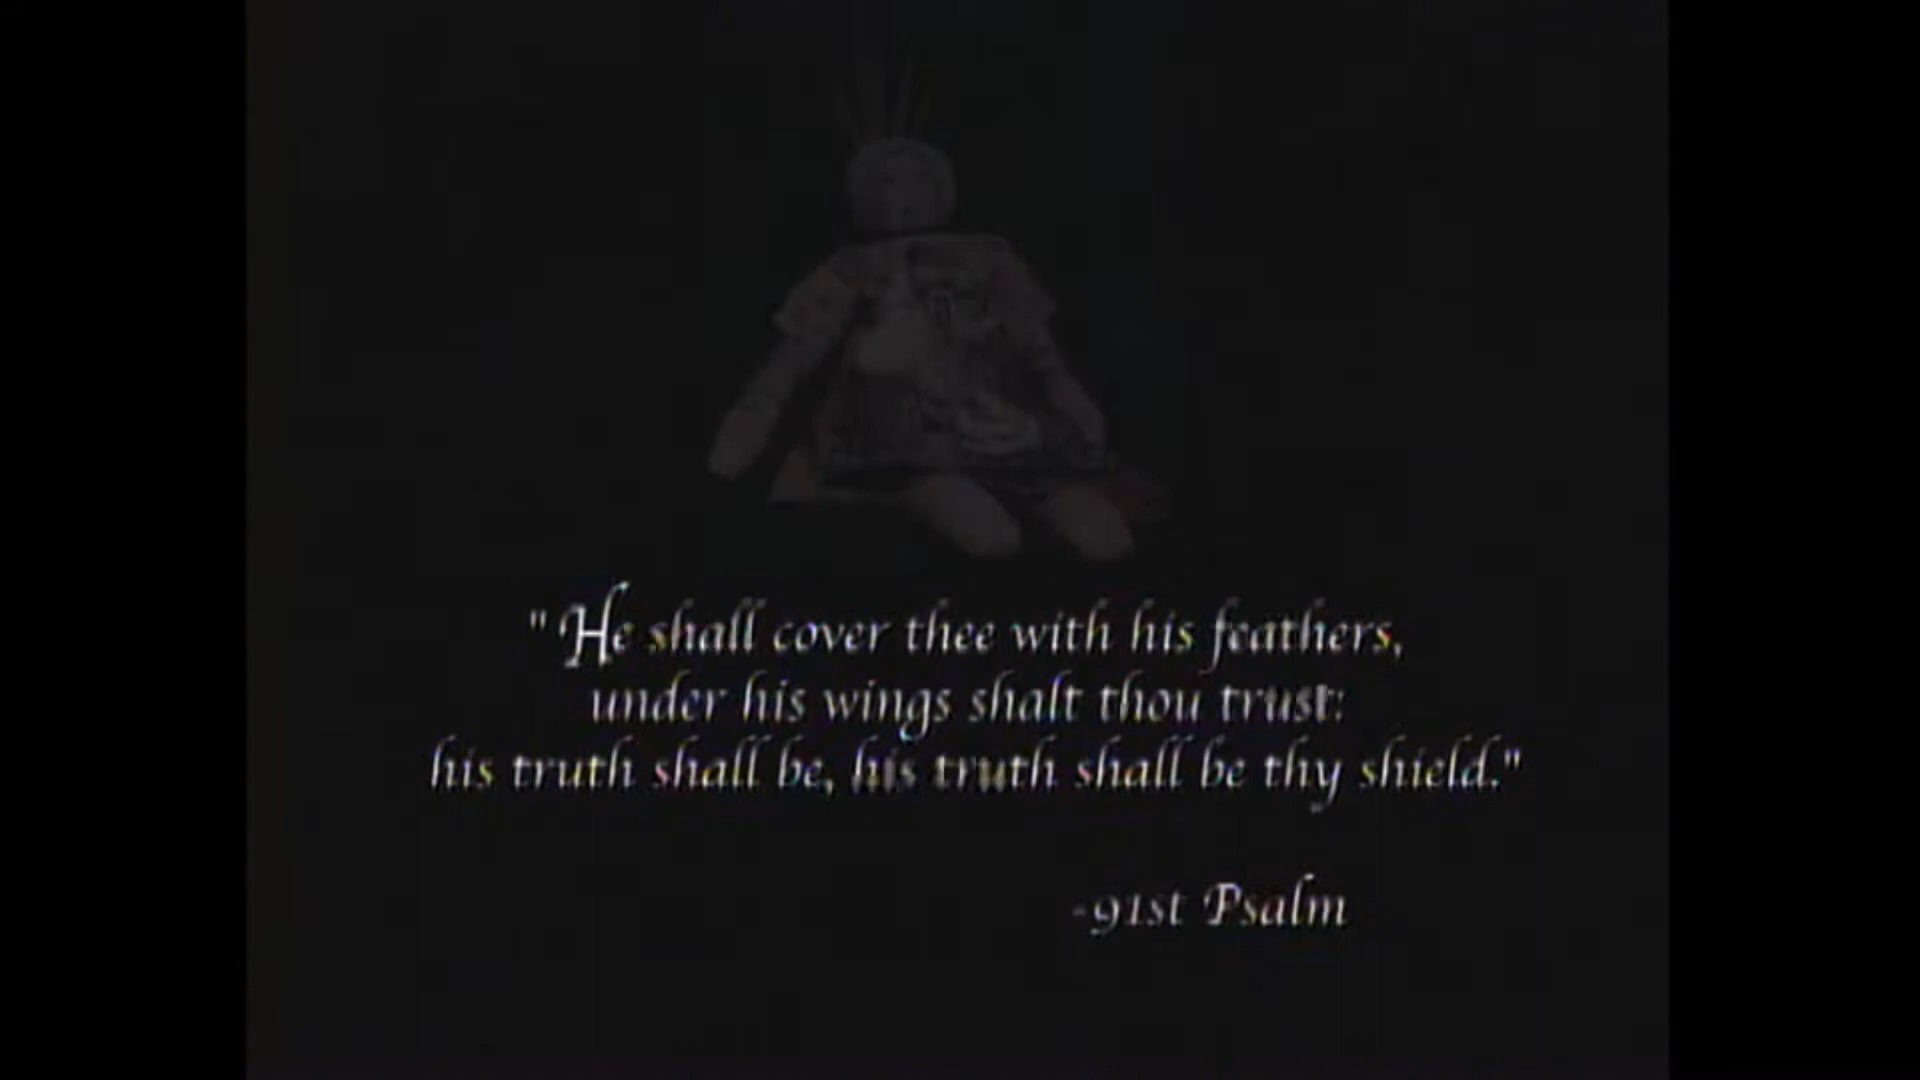 "He shall cover thee with his feathers,
under his wings shalt thou trust:
his truth shall be, his truth shall be thy shield."
-91st Psalm